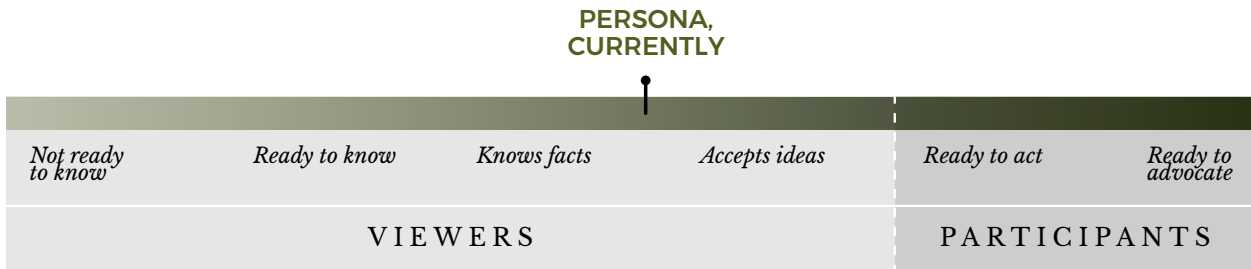 PERSONA,
CURRENTLY
Not ready
to know
Ready to know
Knows facts
Accepts ideas
Ready to act
Ready to
advocate
VIEWERS
PARTICIPANTS